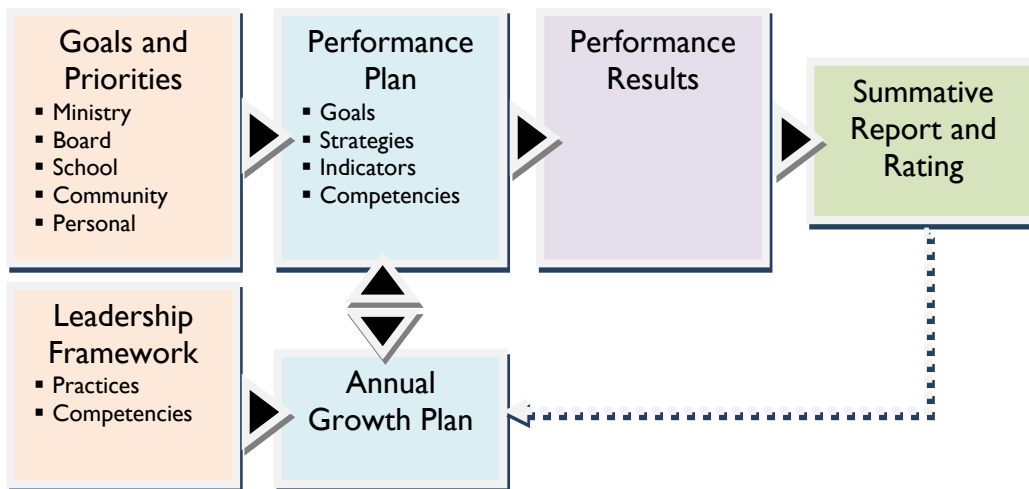 Goals and
Priorities
▪ Ministry
▪ Board
▪ School
▪ Community
▪ Personal
Performance
Plan
▪ Goals
▪ Strategies
▪ Indicators
▪ Competencies
Performance
Results
Summative
Report and
Rating
Leadership
Framework
▪ Practices
▪ Competencies
Annual
Growth Plan